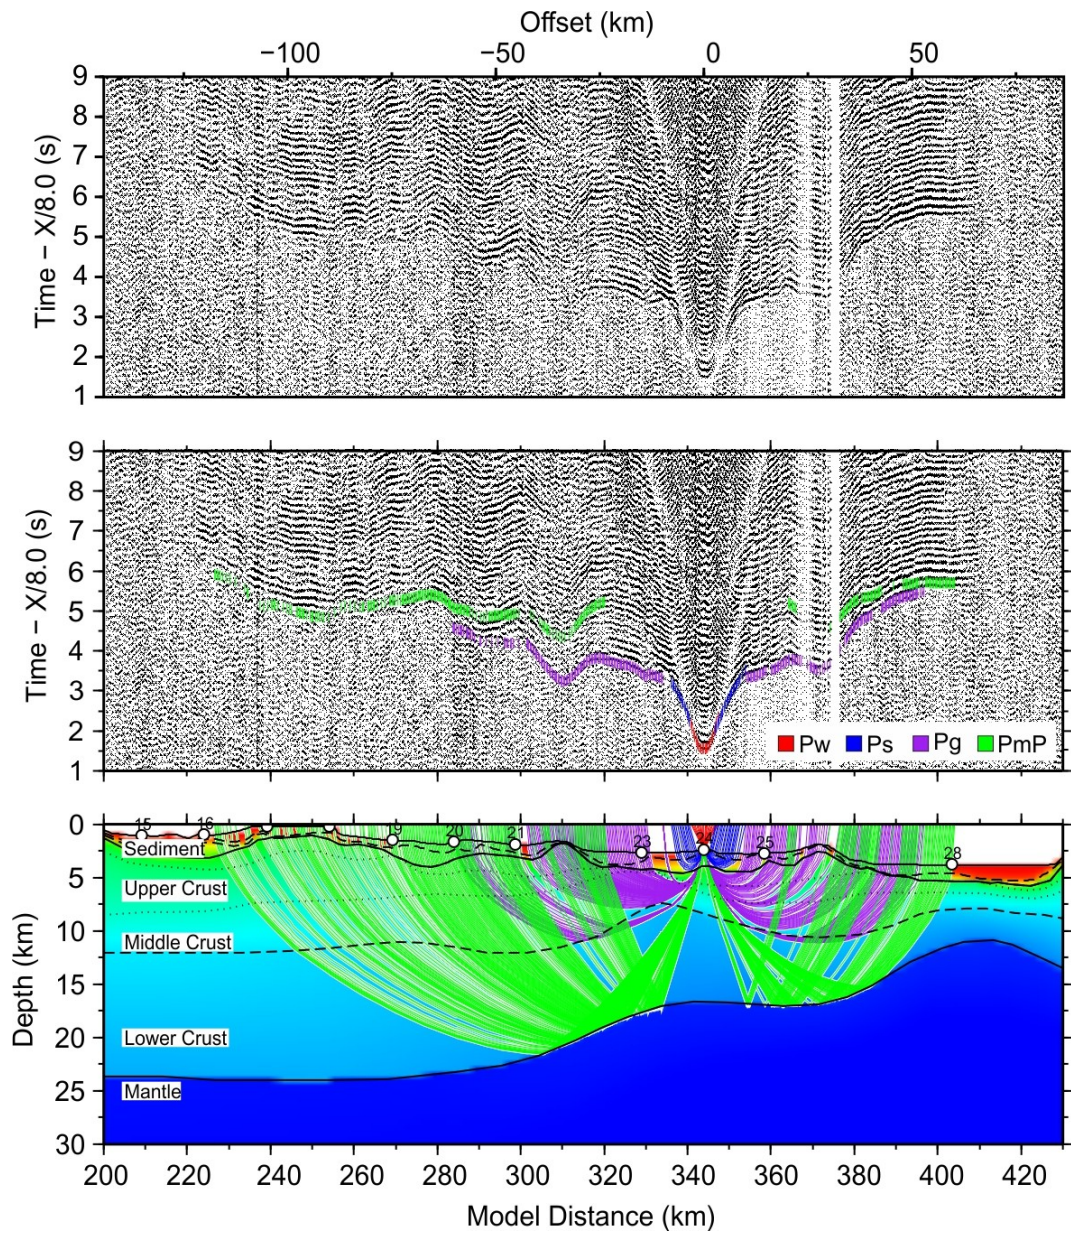 Offset (km)
−100 −50 0 50
9
8
7
6
5
4
3
2
1
Time − X/8.0 (s)
9
8
7
6
5
4
3
2
1
Time − X/8.0 (s)
Pw Ps Pg PmP
0
5
10
15
20
25
30
Depth (km)
15 16 20 21 23 24 25 28
Sediment
Upper Crust
Middle Crust
Lower Crust
Mantle
200 220 240 260 280 300 320 340 360 380 400 420
Model Distance (km)